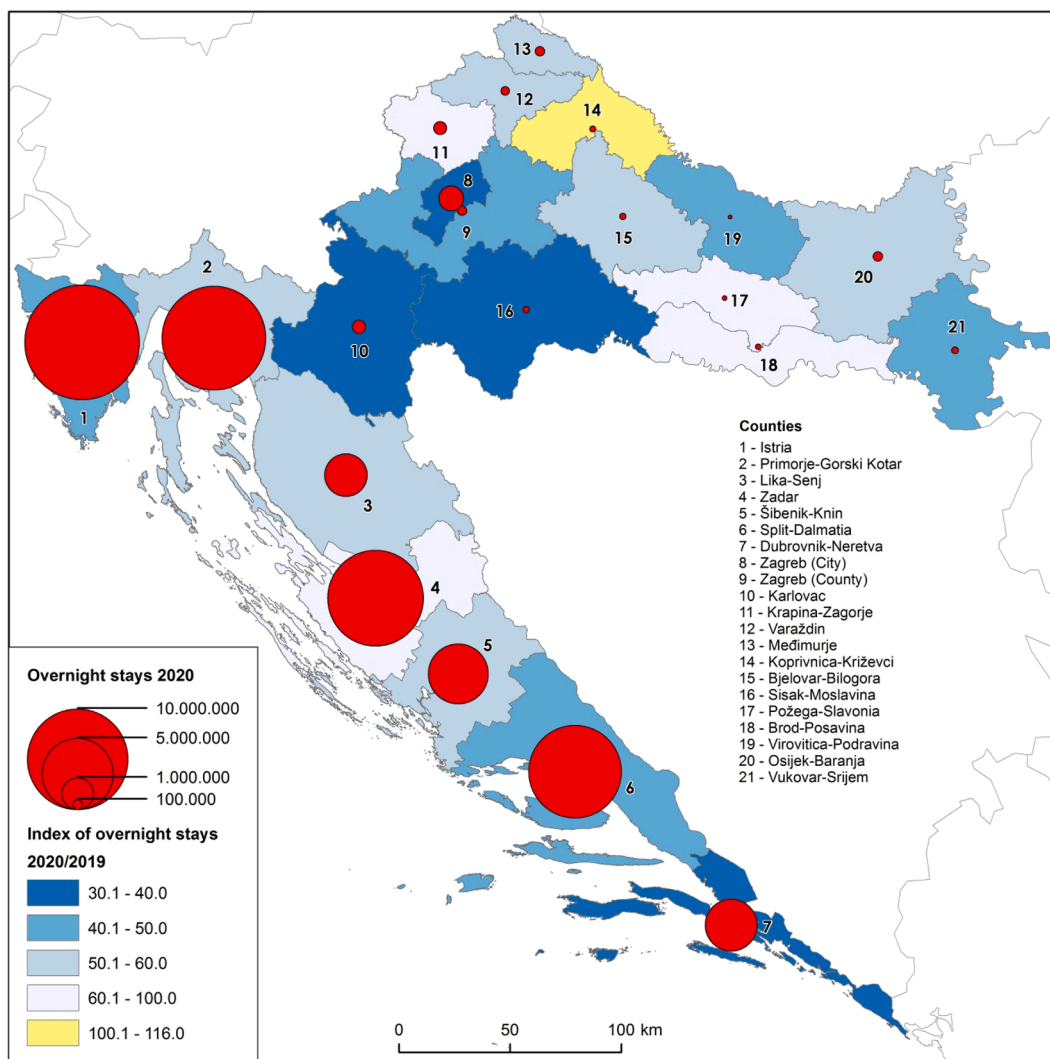 13
12
14
11
8
9
15
19
2
20
16
17
10
21
18
1
3
4
5
6
7
Counties
1 - Istria
2 - Primorje-Gorski Kotar
3 - Lika-Senj
4 - Zadar
5 - Šibenik-Knin
6 - Split-Dalmatia
7 - Dubrovnik-Neretva
8 - Zagreb (City)
9 - Zagreb (County)
10 - Karlovac
11 - Krapina-Zagorje
12 - Varaždin
13 - Međimurje
14 - Koprivnica-Križevci
15 - Bjelovar-Bilogora
16 - Sisak-Moslavina
17 - Požega-Slavonia
18 - Brod-Posavina
19 - Virovitica-Podravina
20 - Osijek-Baranja
21 - Vukovar-Srijem
Overnight stays 2020
10.000.000
5.000.000
1.000.000
100.000
Index of overnight stays
2020/2019
30.1 - 40.0
40.1 - 50.0
50.1 - 60.0
60.1 - 100.0
100.1 - 116.0
0 50 100 km